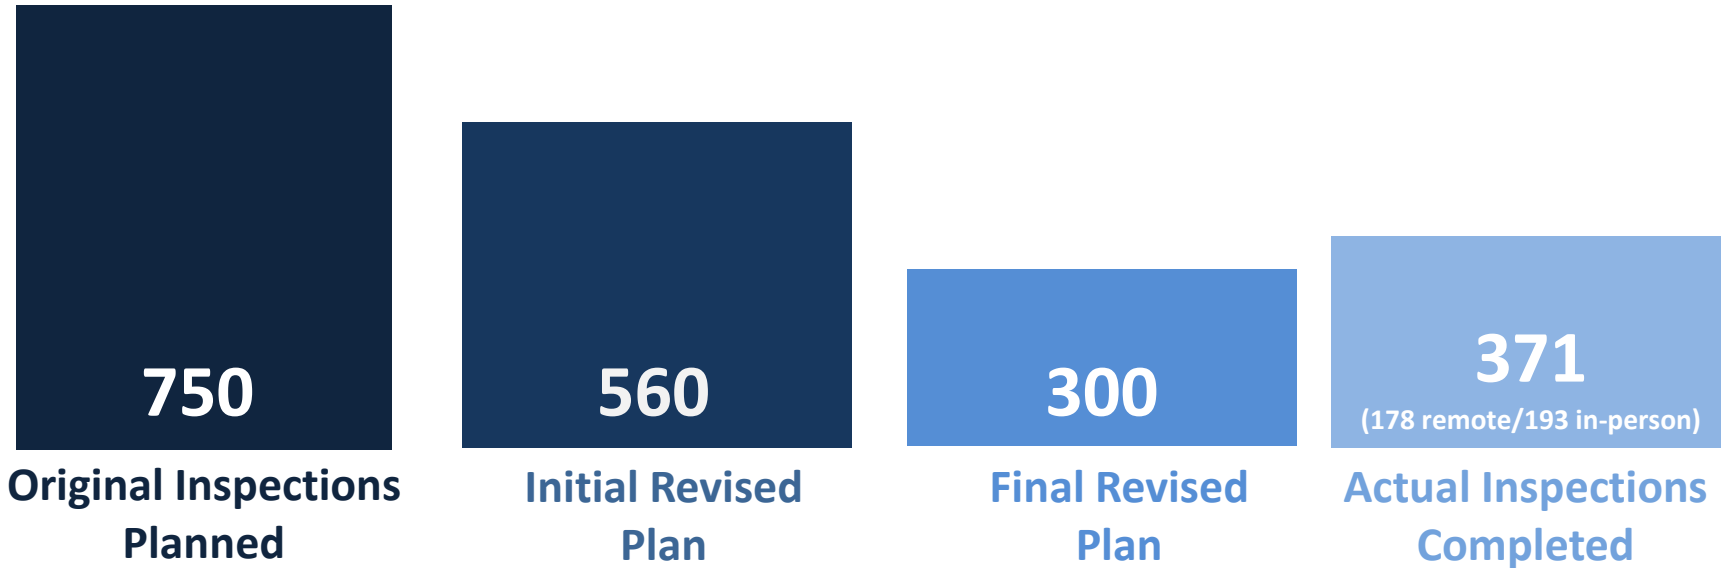 750
Original Inspections
Planned
560
Initial Revised
Plan
300
Final Revised
Plan
371
(178 remote/193 in-person)
Actual Inspections
Completed